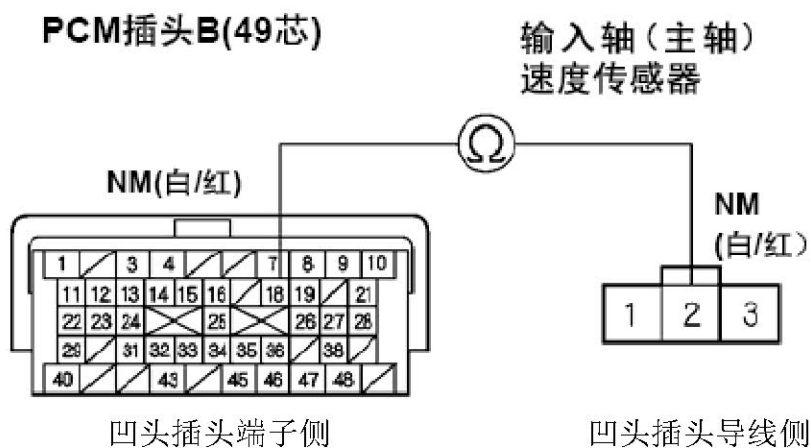 PCM插头B(49芯)
输入轴（主轴）
速度传感器
Ω
NM(白/红)
NM
(白/红）
1 3 4 7 8 9 10
11 12 13 14 15 16 18 19 21
22 23 24 25 26 27 28
29 31 32 33 34 35 36 38
40 43 45 46 47 48
1 2 3
凹头插头端子侧
凹头插头导线侧